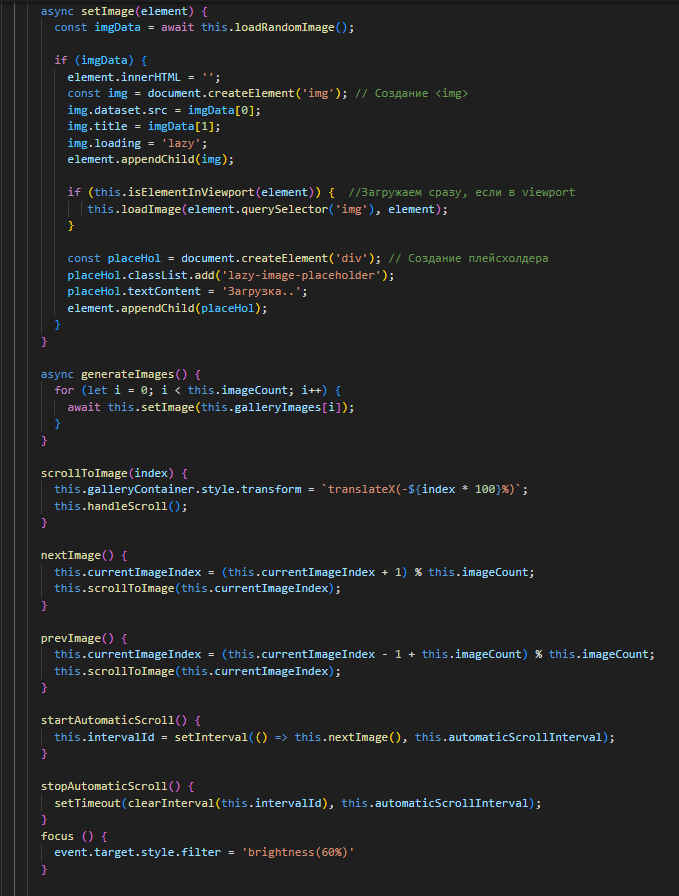 async setImage(element) {
const imgData = await this.loadRandomImage();
if (imgData) {
element.innerHTML = '';
const img = document.createElement('img'); // Создание <img>
img.dataset.src = imgData[0];
img.title = imgData[1];
img.loading = 'lazy';
element.appendChild(img);
if (this.isElementInViewport(element)) {  //Загружаем сразу, если в viewport
this.loadImage(element.querySelector('img'), element);
}
const placeHol = document.createElement('div'); // Создание плейсхолдера
placeHol.classList.add('lazy-image-placeholder');
placeHol.textContent = 'Загрузка..';
element.appendChild(placeHol);
}
}
async generateImages() {
for (let i = 0; i < this.imageCount; i++) {
await this.setImage(this.galleryImages[i]);
}
}
scrollToImage(index) {
this.galleryContainer.style.transform = `translateX(-${index * 100}%)`;
this.handleScroll();
}
nextImage() {
this.currentImageIndex = (this.currentImageIndex + 1) % this.imageCount;
this.scrollToImage(this.currentImageIndex);
}
prevImage() {
this.currentImageIndex = (this.currentImageIndex - 1 + this.imageCount) % this.imageCount;
this.scrollToImage(this.currentImageIndex);
}
startAutomaticScroll() {
this.intervalId = setInterval(() => this.nextImage(), this.automaticScrollInterval);
}
stopAutomaticScroll() {
setTimeout(clearInterval(this.intervalId), this.automaticScrollInterval);
}
focus () {
event.target.style.filter = 'brightness(60%)'
}